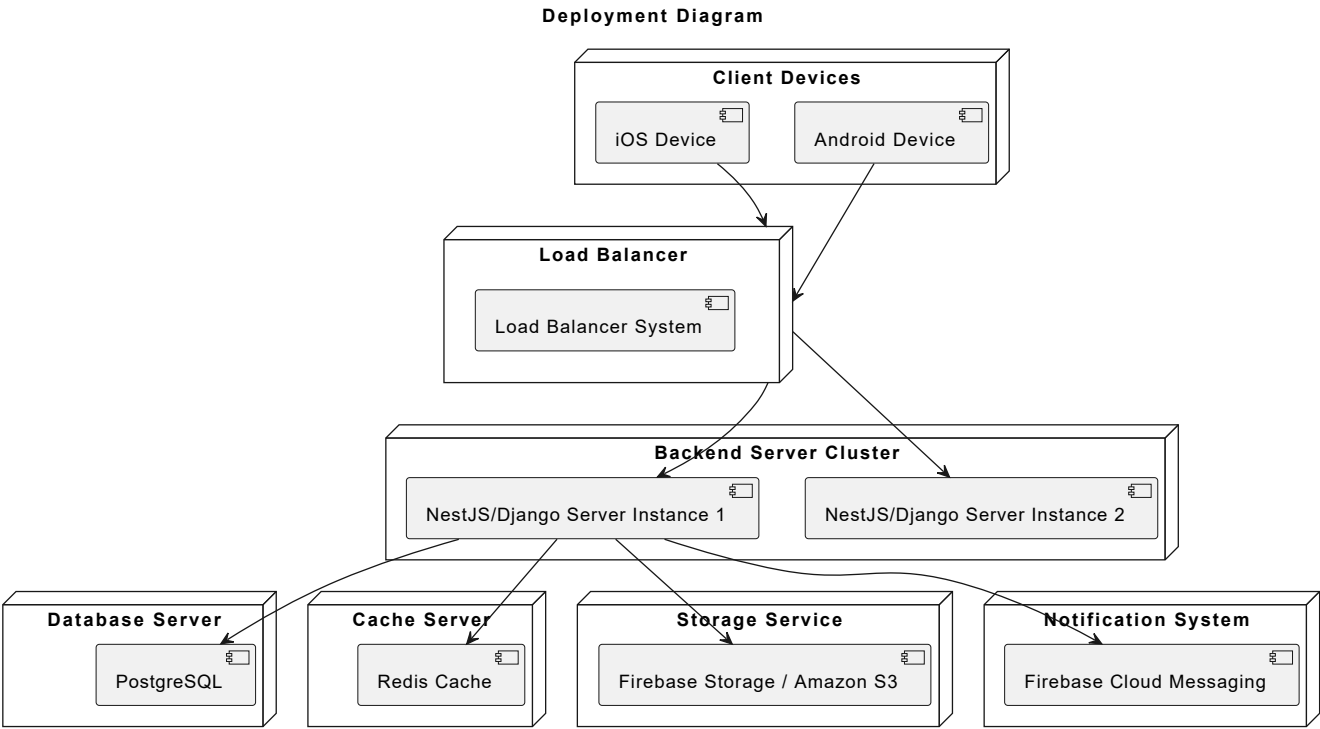 Deployment Diagram
Client Devices
iOS Device
Android Device
Load Balancer
Load Balancer System
Backend Server Cluster
NestJS/Django Server Instance 1
NestJS/Django Server Instance 2
Database Server
Cache Server
Storage Service
Notification System
PostgreSQL
Redis Cache
Firebase Storage / Amazon S3
Firebase Cloud Messaging